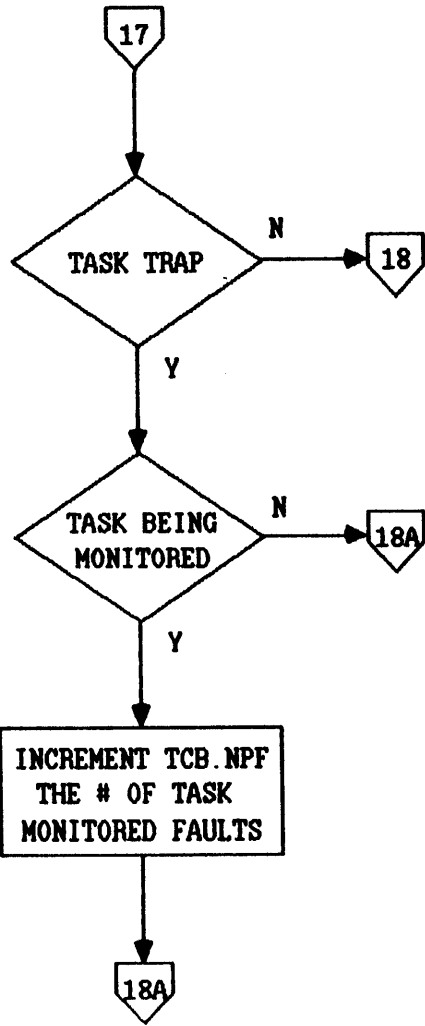 17
TASK TRAP
N
18
Y
TASK BEING
MONITORED
N
18A
Y
INCREMENT TCB.NPF
THE # OF TASK
MONITORED FAULTS
18A